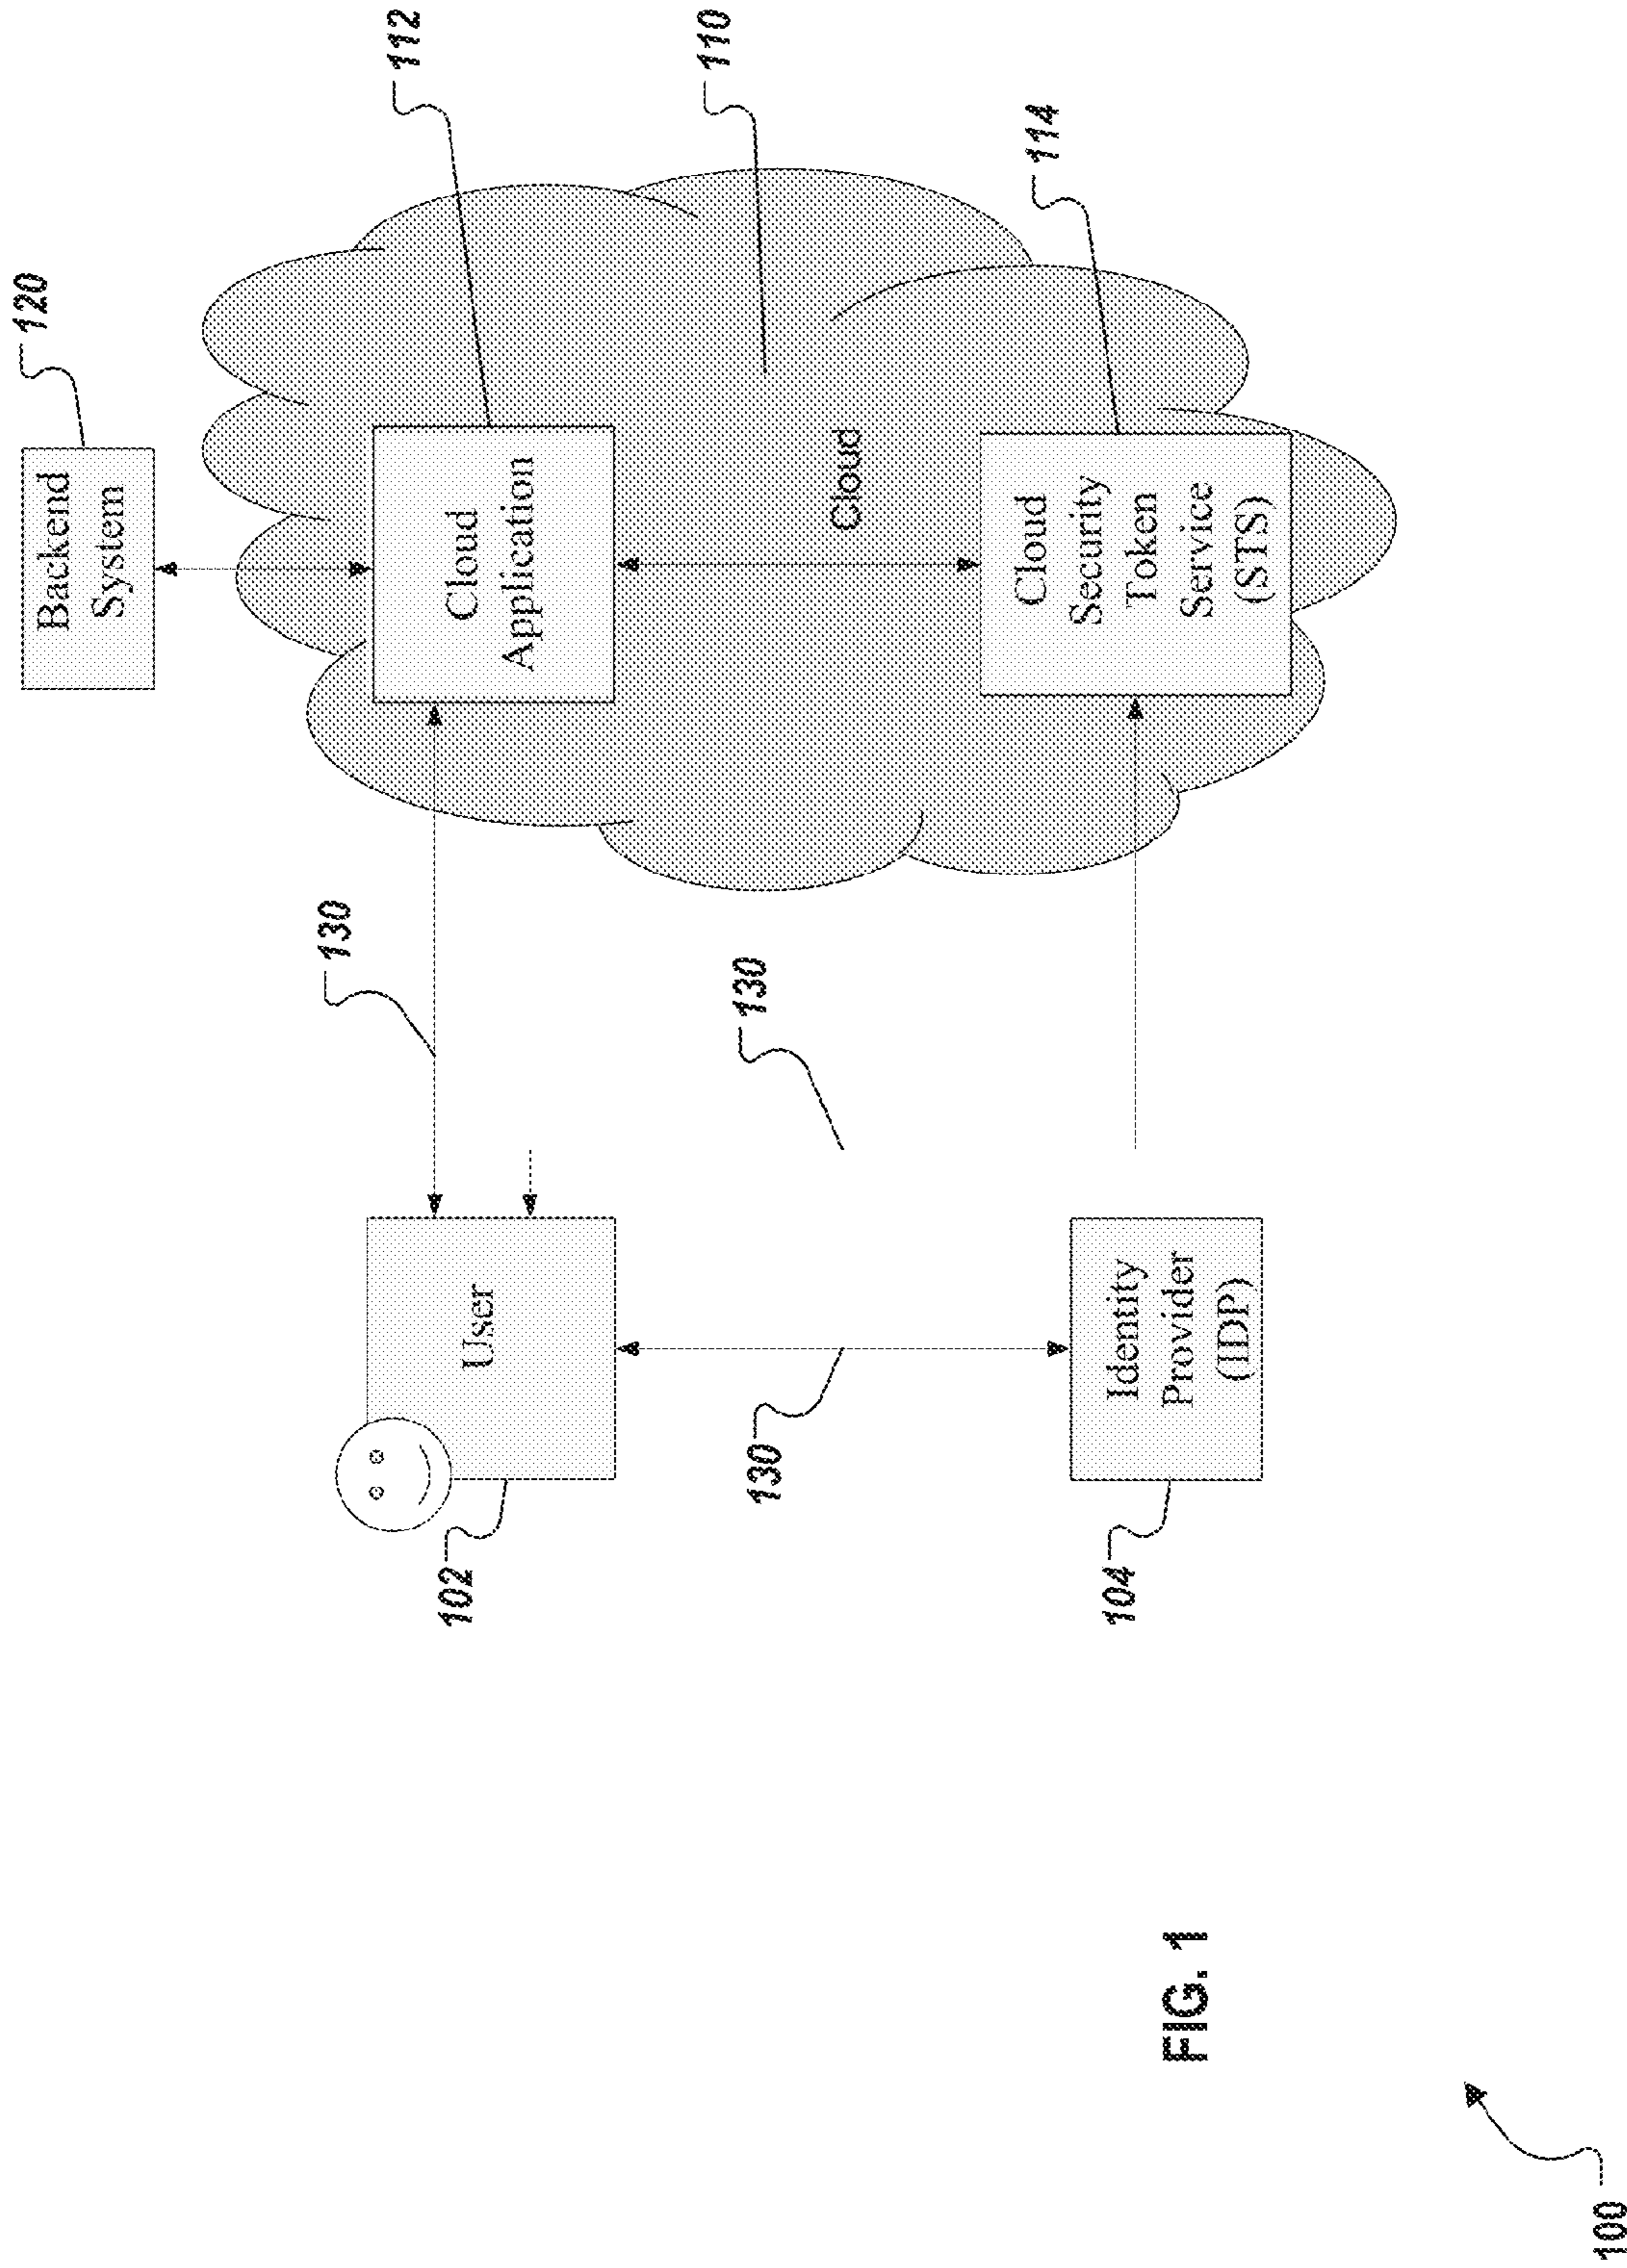 120
Backend
System
112
Cloud
Application
110
Cloud
114
Cloud
Security
Token
Service
(STS)
130
130
130
User
102
Identity
Provider
(IDP)
104
FIG. 1
100